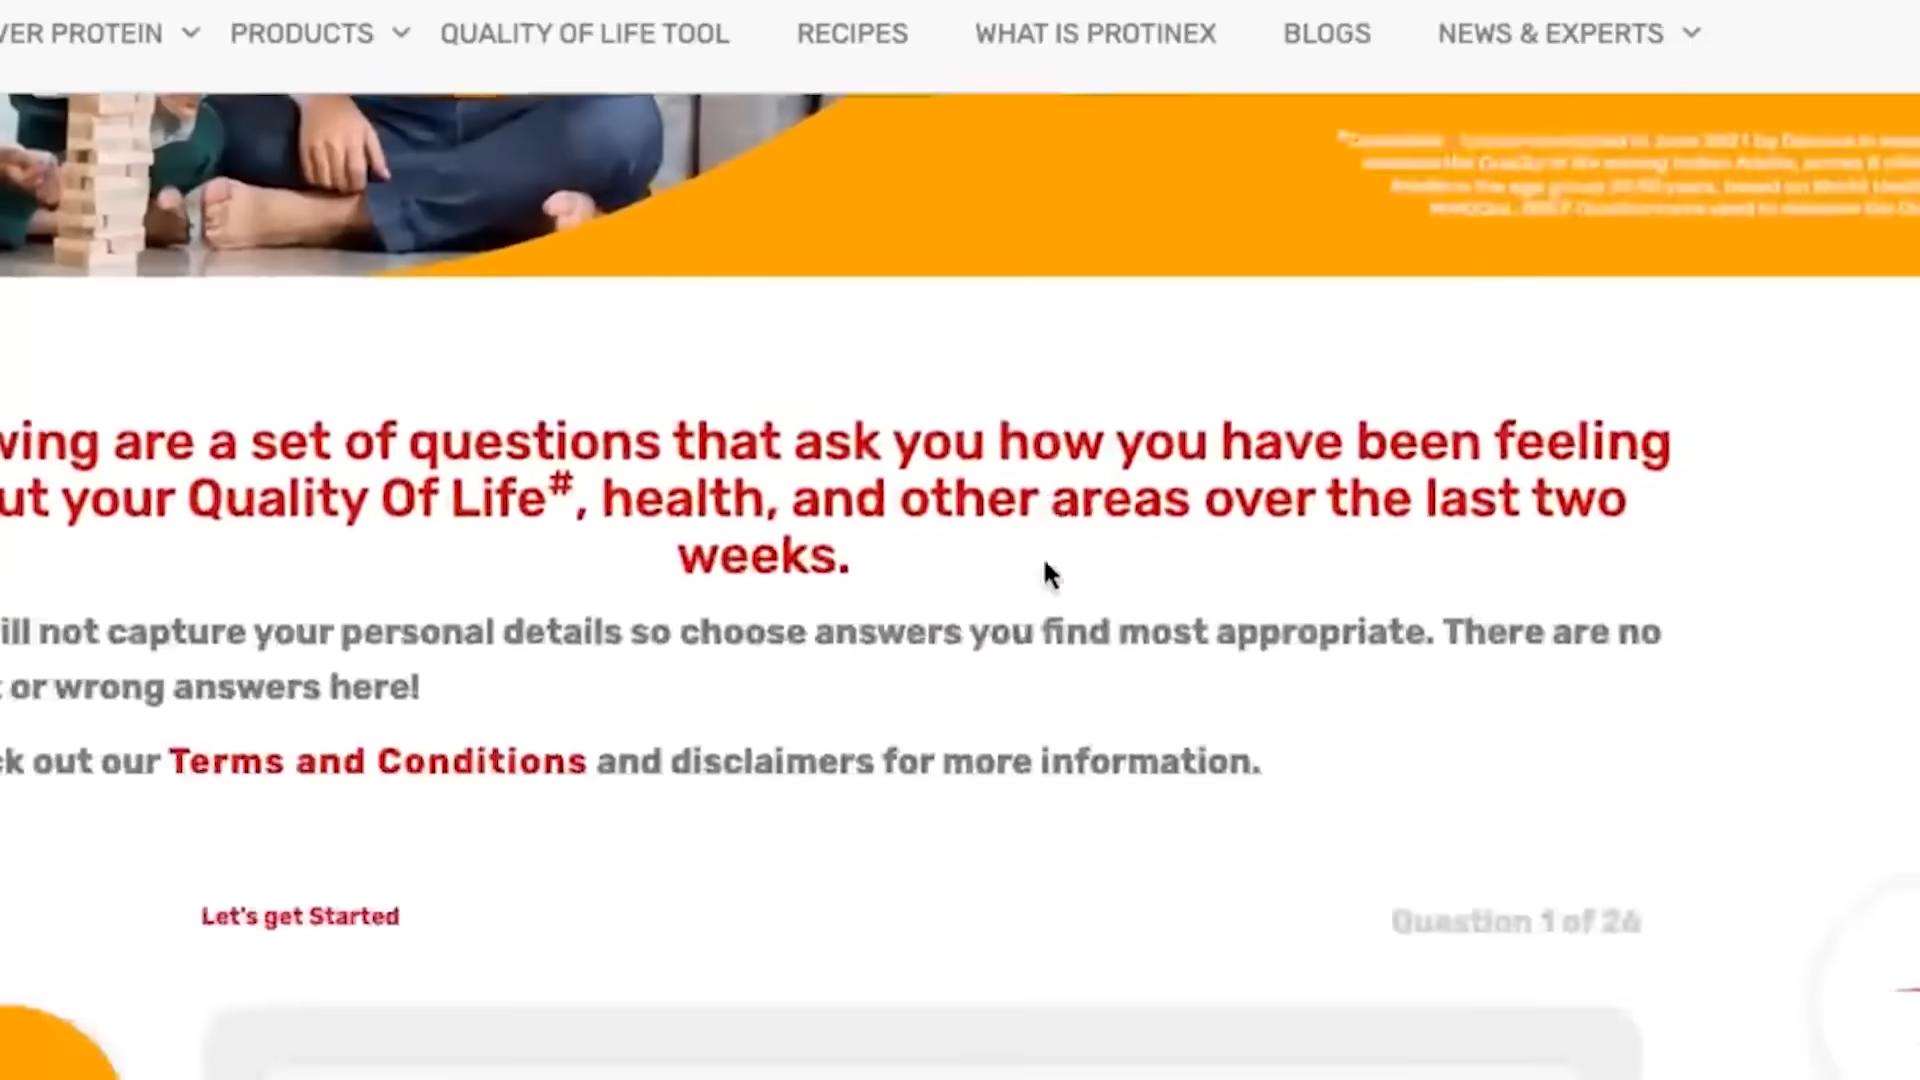 VER PROTEIN PRODUCTS QUALITY OF LIFE TOOL RECIPES WHAT IS PROTINEX BLOGS NEWS & EXPERTS
wing are a set of questions that ask you how you have been feeling
ut your Quality Of Life#, health, and other areas over the last two
weeks.
ill not capture your personal details so choose answers you find most appropriate. There are no
or wrong answers here!
ck out our Terms and Conditions and disclaimers for more information.
Let's get Started
Question 1 of 26